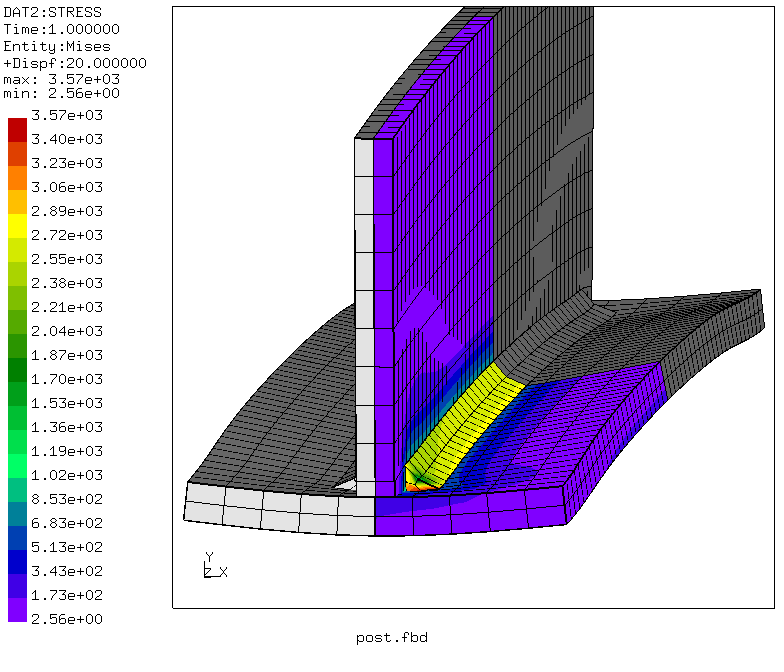 DAT2:STRESS
Time:1.000000
Entity:Mises
+Dispf:20.000000
max: 3.57e+03
min: 2.56e+00
3.57e+03
3.40e+03
3.23e+03
3.06e+03
2.89e+03
2.72e+03
2.55e+03
2.38e+03
2.21e+03
2.04e+03
1.87e+03
1.70e+03
1.53e+03
1.36e+03
1.19e+03
1.02e+03
8.53e+02
6.83e+02
5.13e+02
3.43e+02
1.73e+02
2.56e+00
Y
Z X
post.fbd